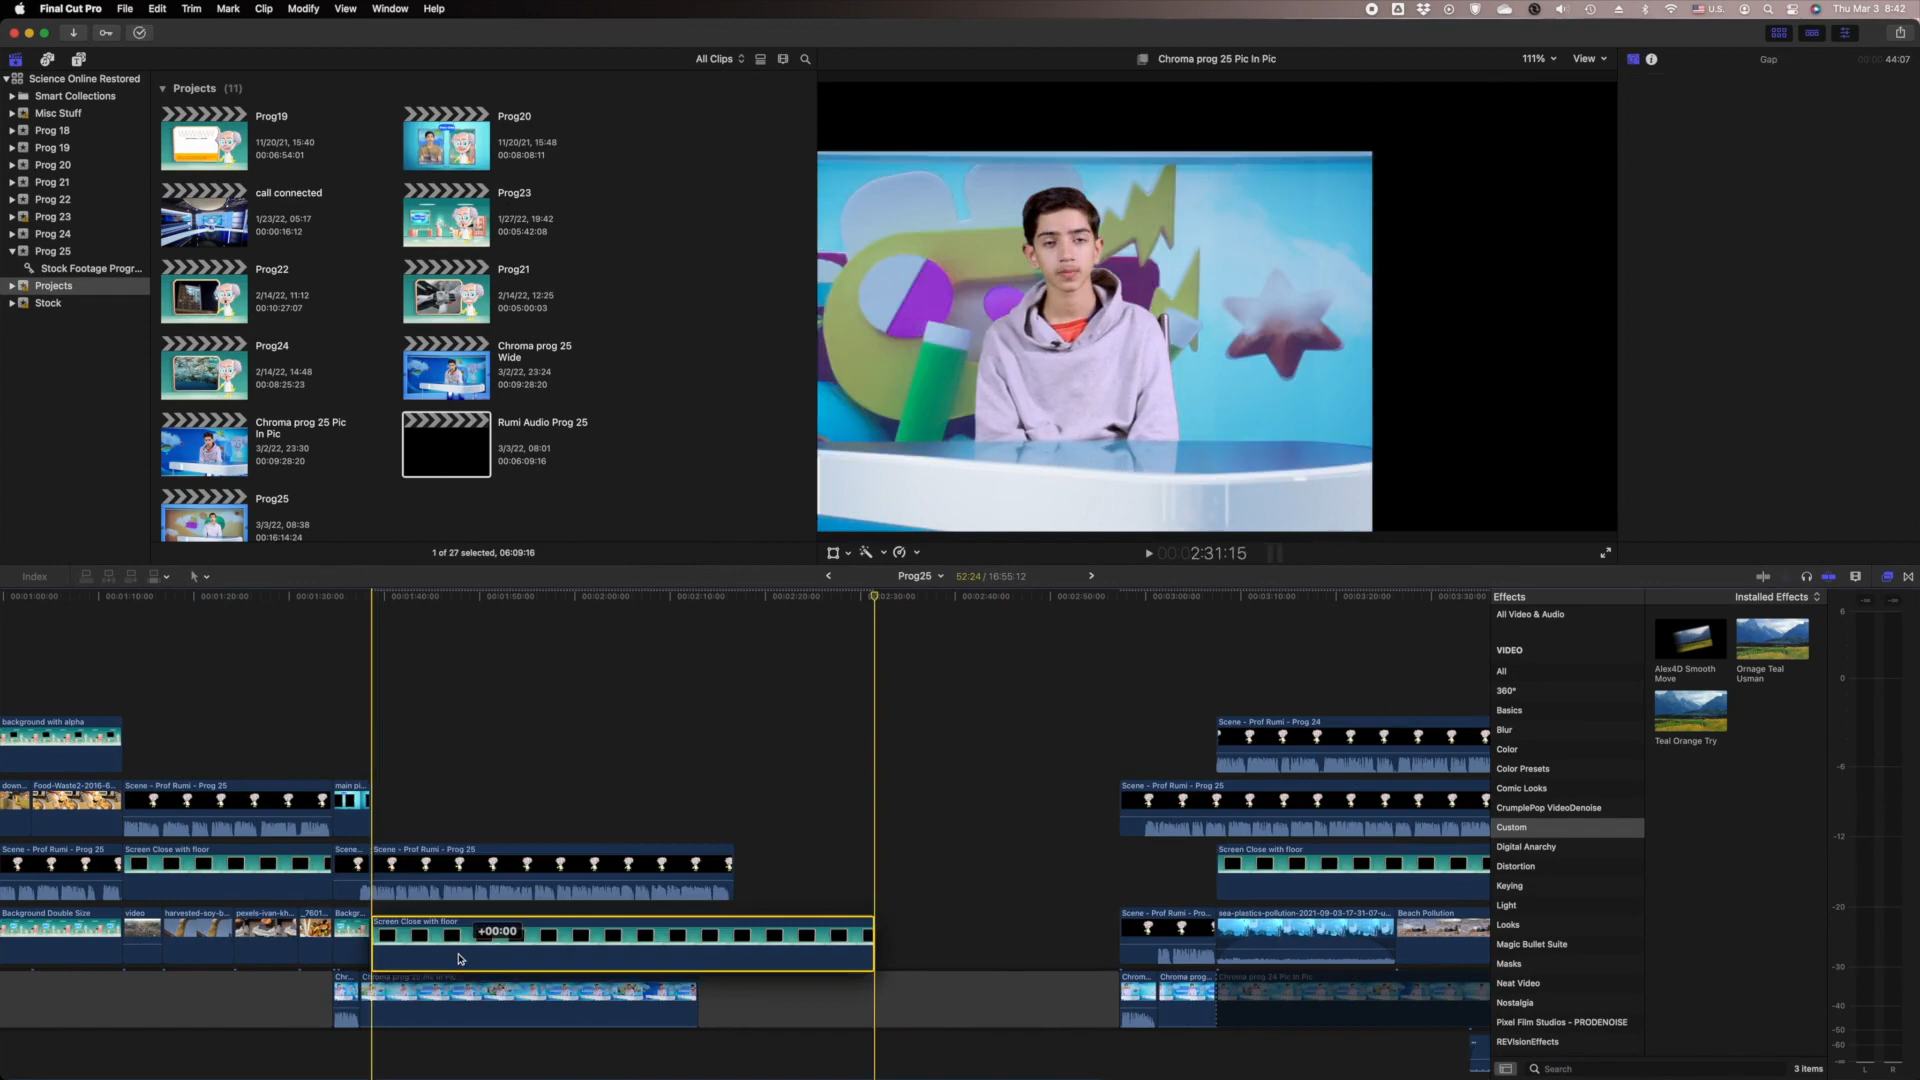 Final Cut Pro File Edit Trim Mark Clip Modify View Window Help
U.S. Thu Mar 3 8:42
All Clips
Chroma prog 25 Pic In Pic
111% View
Gap
44:07
Science Online Restored
Smart Collections
Misc Stuff
Prog 18
Prog 19
Prog 20
Prog 21
Prog 22
Prog 23
Prog 24
Prog 25
Stock Footage Progr...
Projects
Stock
Projects (11)
Prog19
11/20/21, 15:40
00:06:54:01
Prog20
11/20/21, 15:48
00:08:08:11
call connected
1/23/22, 05:17
00:00:16:12
Prog23
1/27/22, 19:42
00:05:42:08
Prog22
2/14/22, 11:12
00:10:27:07
Prog21
2/14/22, 12:25
00:05:00:03
Prog24
2/14/22, 14:48
00:08:25:23
Chroma prog 25
Wide
3/2/22, 23:24
00:09:28:20
Chroma prog 25 Pic
In Pic
3/2/22, 23:30
00:09:28:20
Rumi Audio Prog 25
3/3/22, 08:01
00:06:09:16
Prog25
3/3/22, 08:38
00:16:14:24
1 of 27 selected, 06:09:16
00:02:31:15
Index
Prog25
52:24 / 16:55:12
00:01:00:00 00:01:10:00 00:01:20:00 00:01:30:00 00:01:40:00 00:01:50:00 00:02:00:00 00:02:10:00 00:02:20:00 00:02:30:00 00:02:40:00 00:02:50:00 00:03:00:00 00:03:10:00 00:03:20:00 00:03:30:00
background with alpha
Scene - Prof Rumi - Prog 24
down... Food-Waste2-2016-6... Scene - Prof Rumi - Prog 25 main pi...
Scene - Prof Rumi - Prog 25
Scene - Prof Rumi - Prog 25 Screen Close with floor Scene... Scene - Prof Rumi - Prog 25
Screen Close with floor
Background Double Size video harvested-soy-b... pexels-ivan-kh... _7601... Backgr...
Screen Close with floor
+00:00
Scene - Prof Rumi - Pro... sea-plastics-pollution-2021-09-03-17-31-07-u... Beach Pollution
Chr... Chroma prog 25 Pic In Pic
Chrom... Chroma prog... Chroma prog 24 Pic In Pic
Effects
Installed Effects
All Video & Audio
VIDEO
All
360°
Basics
Blur
Color
Color Presets
Comic Looks
CrumplePop VideoDenoise
Custom
Digital Anarchy
Distortion
Keying
Light
Looks
Magic Bullet Suite
Masks
Neat Video
Nostalgia
Pixel Film Studios - PRODENOISE
REVisionEffects
Alex4D Smooth
Move
Ornage Teal
Usman
Teal Orange Try
Search
3 items
6
0
-6
-12
-20
-30
-40
-50
-60
L R